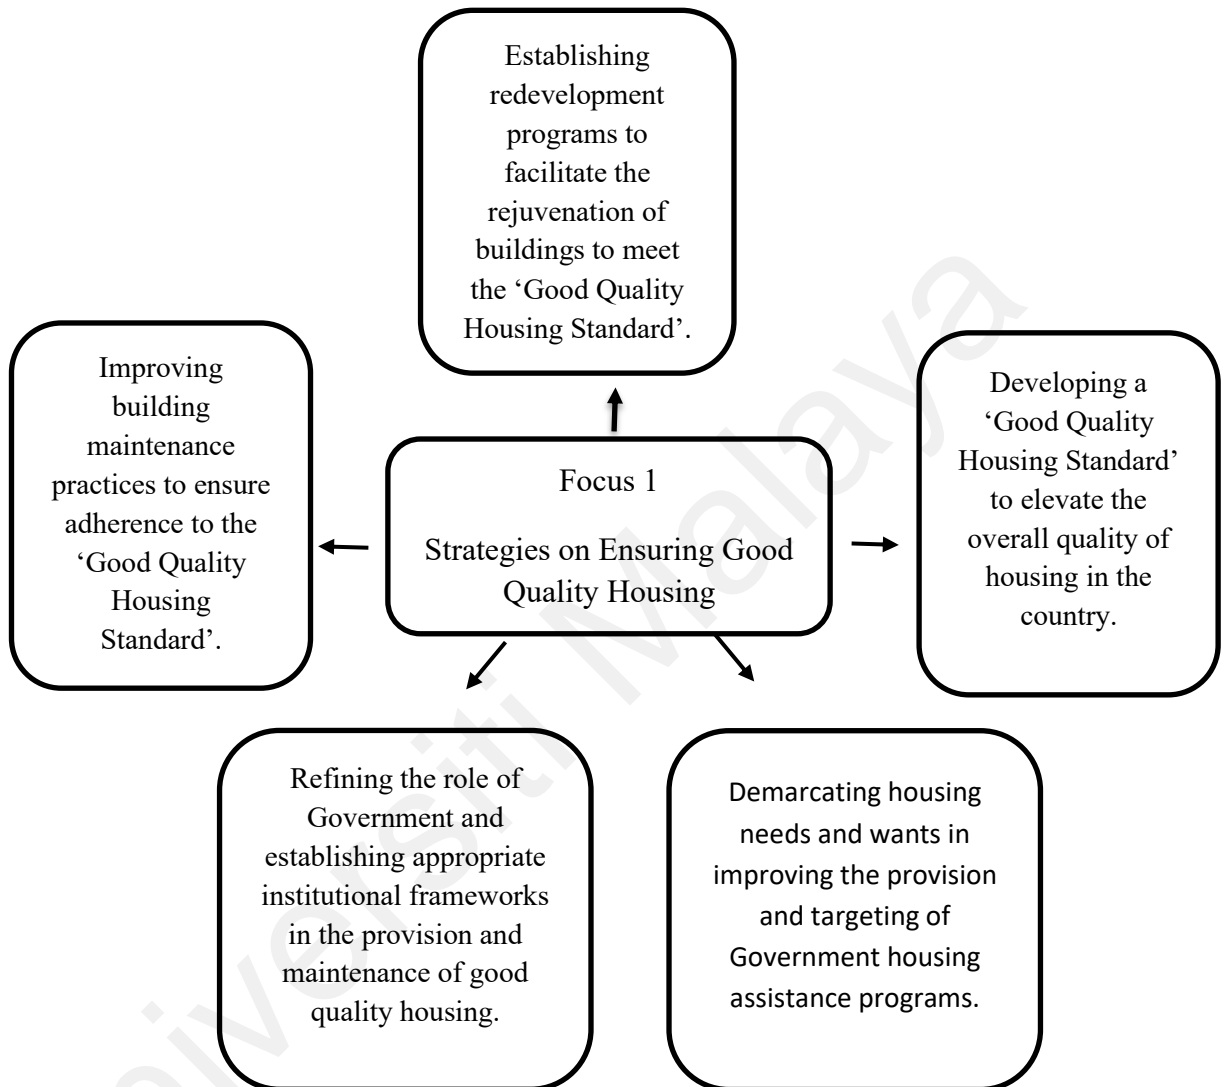 Establishing
redevelopment
programs to
facilitate the
rejuvenation of
buildings to meet
the ‘Good Quality
Housing Standard’.
Improving
building
maintenance
practices to ensure
adherence to the
‘Good Quality
Housing
Standard’.
Focus 1
Strategies on Ensuring Good
Quality Housing
Developing a
‘Good Quality
Housing Standard’
to elevate the
overall quality of
housing in the
country.
Refining the role of
Government and
establishing appropriate
institutional frameworks
in the provision and
maintenance of good
quality housing.
Demarcating housing
needs and wants in
improving the provision
and targeting of
Government housing
assistance programs.
niversiti Malaya